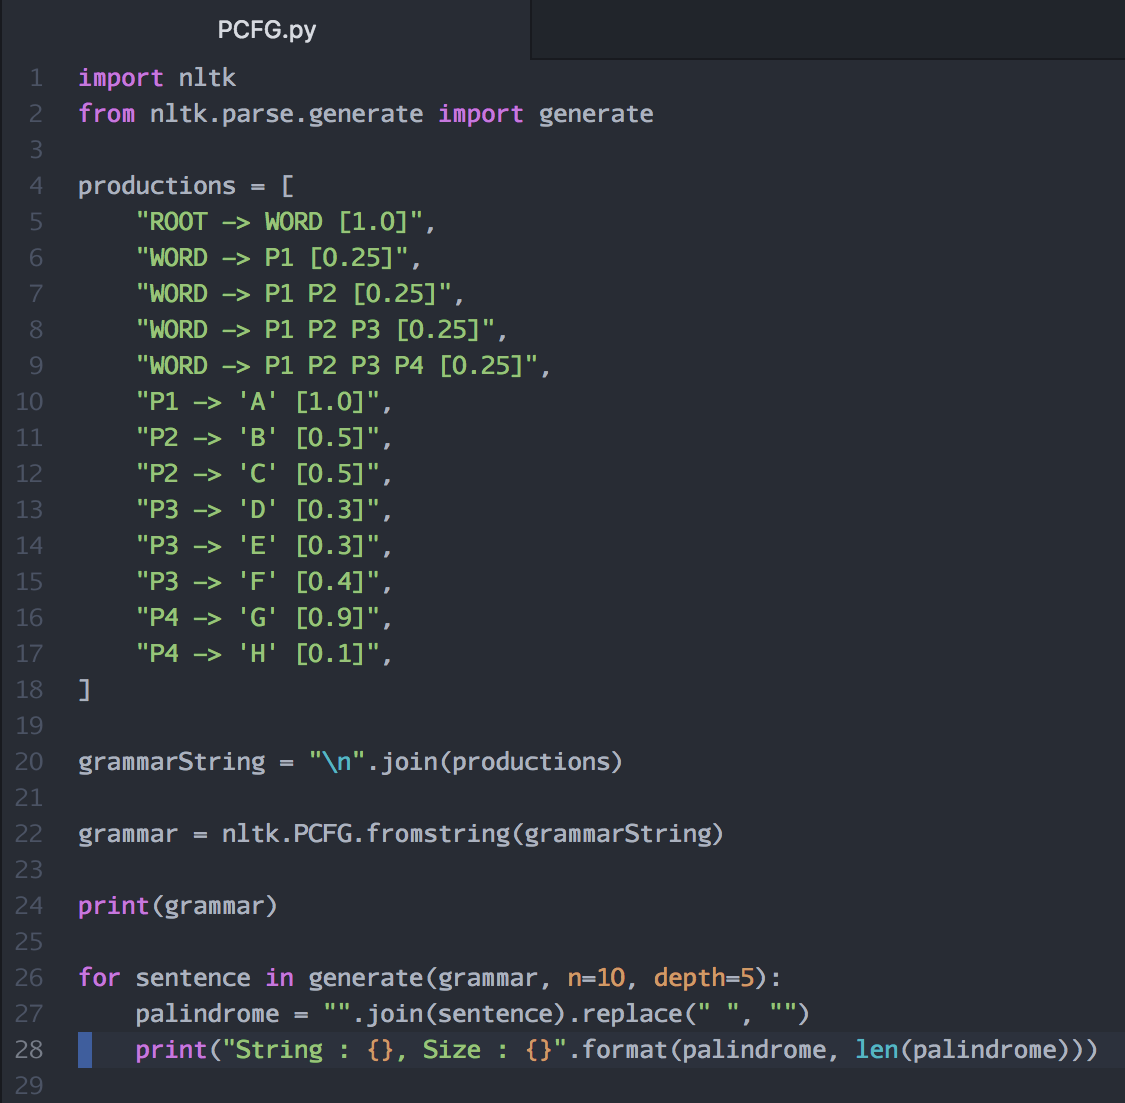 PCFG.py
1 import nltk
2 from nltk.parse.generate import generate
3
4 productions = [
5     "ROOT -> WORD [1.0]",
6     "WORD -> P1 [0.25]",
7     "WORD -> P1 P2 [0.25]",
8     "WORD -> P1 P2 P3 [0.25]",
9     "WORD -> P1 P2 P3 P4 [0.25]",
10     "P1 -> 'A' [1.0]",
11     "P2 -> 'B' [0.5]",
12     "P2 -> 'C' [0.5]",
13     "P3 -> 'D' [0.3]",
14     "P3 -> 'E' [0.3]",
15     "P3 -> 'F' [0.4]",
16     "P4 -> 'G' [0.9]",
17     "P4 -> 'H' [0.1]",
18 ]
19
20 grammarString = "\n".join(productions)
21
22 grammar = nltk.PCFG.fromstring(grammarString)
23
24 print(grammar)
25
26 for sentence in generate(grammar, n=10, depth=5):
27     palindrome = "".join(sentence).replace(" ", "")
28     print("String : {}, Size : {}".format(palindrome, len(palindrome)))
29